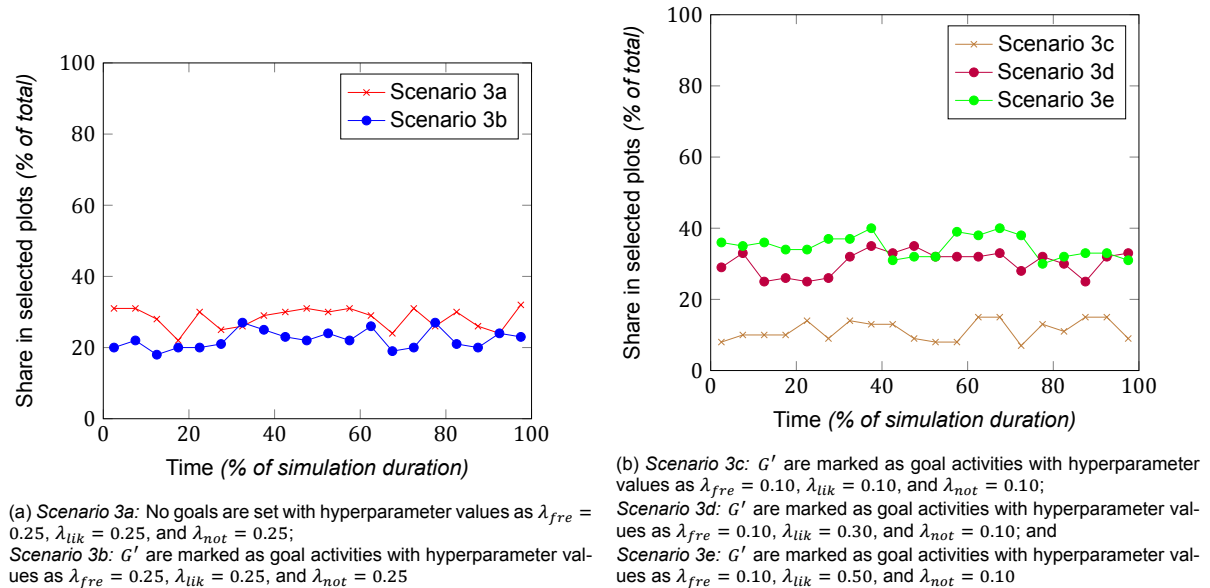 100
80
60
40
20
0
0
20
40
60
80
100
Share in selected plots (% of total)
Time (% of simulation duration)
Scenario 3a
Scenario 3b
(a) Scenario 3a: No goals are set with hyperparameter values as λ_fre =
0.25, λ_lik = 0.25, and λ_not = 0.25;
Scenario 3b: G′ are marked as goal activities with hyperparameter val-
ues as λ_fre = 0.25, λ_lik = 0.25, and λ_not = 0.25
100
80
60
40
20
0
0
20
40
60
80
100
Share in selected plots (% of total)
Time (% of simulation duration)
Scenario 3c
Scenario 3d
Scenario 3e
(b) Scenario 3c: G′ are marked as goal activities with hyperparameter
values as λ_fre = 0.10, λ_lik = 0.10, and λ_not = 0.10;
Scenario 3d: G′ are marked as goal activities with hyperparameter val-
ues as λ_fre = 0.10, λ_lik = 0.30, and λ_not = 0.10; and
Scenario 3e: G′ are marked as goal activities with hyperparameter val-
ues as λ_fre = 0.10, λ_lik = 0.50, and λ_not = 0.10